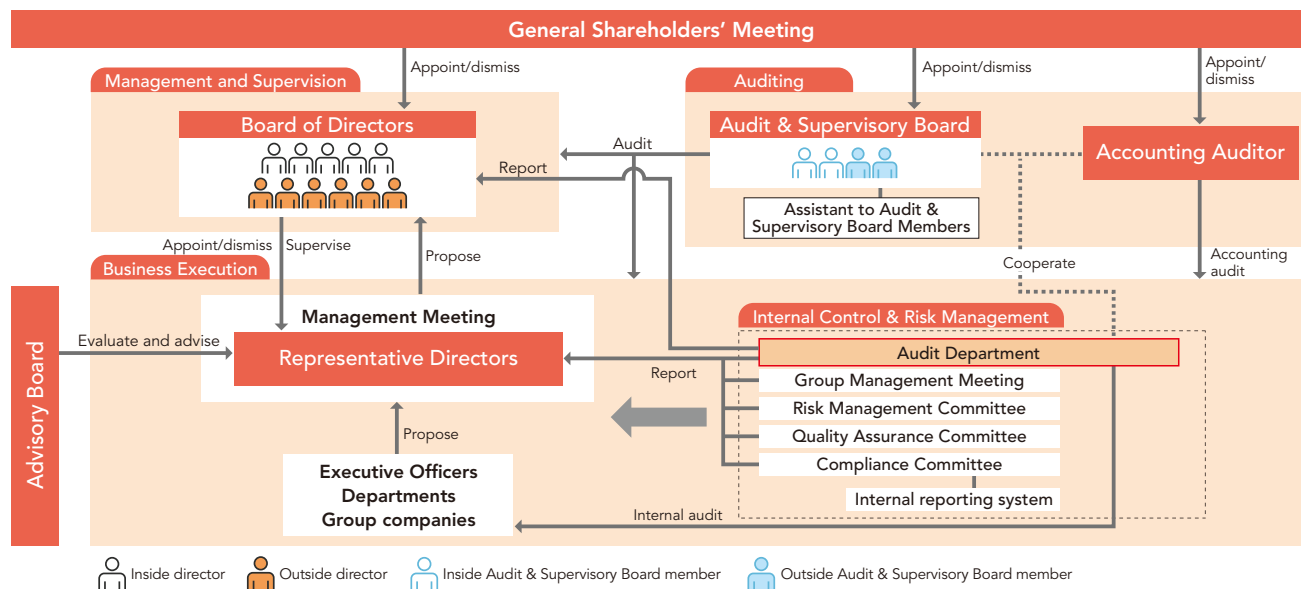 General Shareholders’ Meeting
Appoint/dismiss
Appoint/dismiss
Appoint/
dismiss
Management and Supervision
Auditing
Board of Directors
Audit & Supervisory Board
Accounting Auditor
Audit
Report
Assistant to Audit &
Supervisory Board Members
Appoint/dismiss
Supervise
Propose
Cooperate
Accounting
audit
Business Execution
Advisory Board
Evaluate and advise
Management Meeting
Representative Directors
Internal Control & Risk Management
Audit Department
Report
Group Management Meeting
Risk Management Committee
Quality Assurance Committee
Compliance Committee
Internal reporting system
Propose
Executive Officers
Departments
Group companies
Internal audit
Inside director
Outside director
Inside Audit & Supervisory Board member
Outside Audit & Supervisory Board member